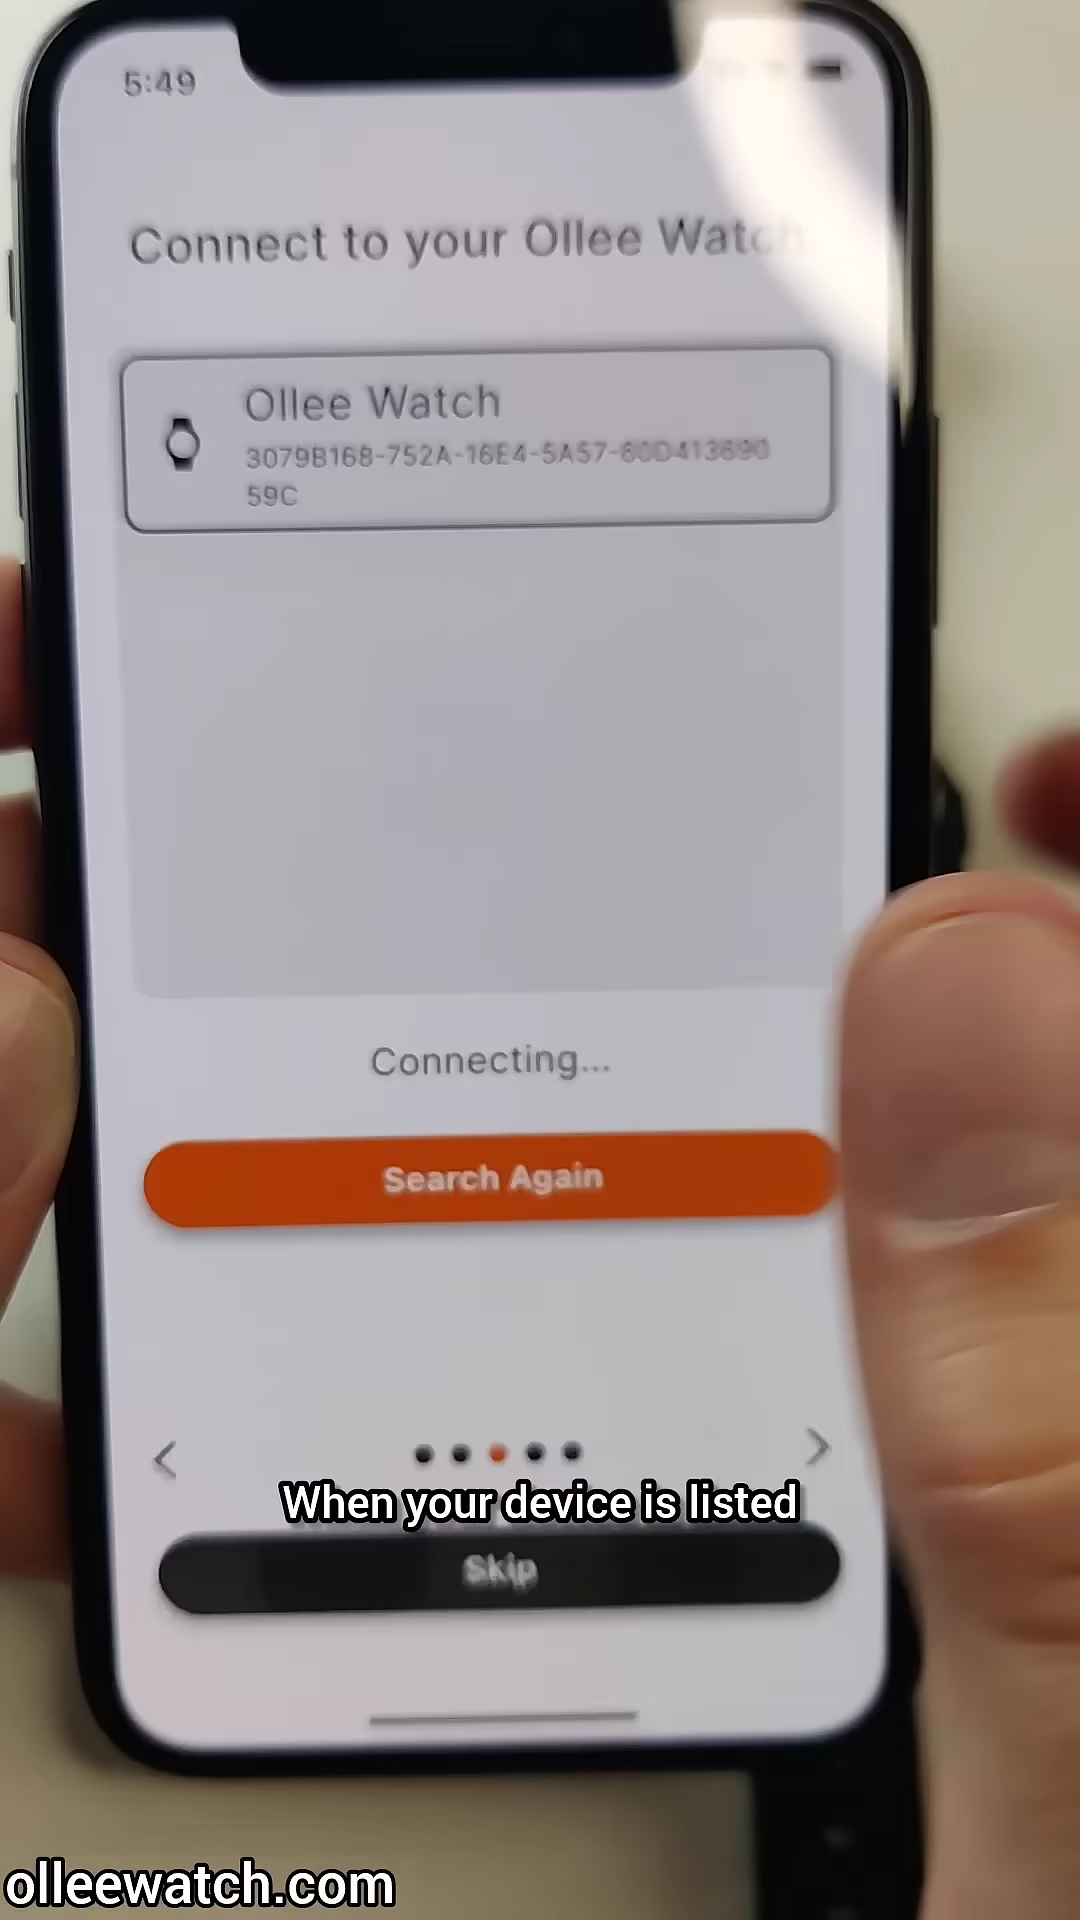 5:49
Connect to your Ollee Watch
Ollee Watch
3079B168-752A-16E4-5A57-60D413690
59C
Connecting...
Search Again
When your device is listed
Skip
olleewatch.com